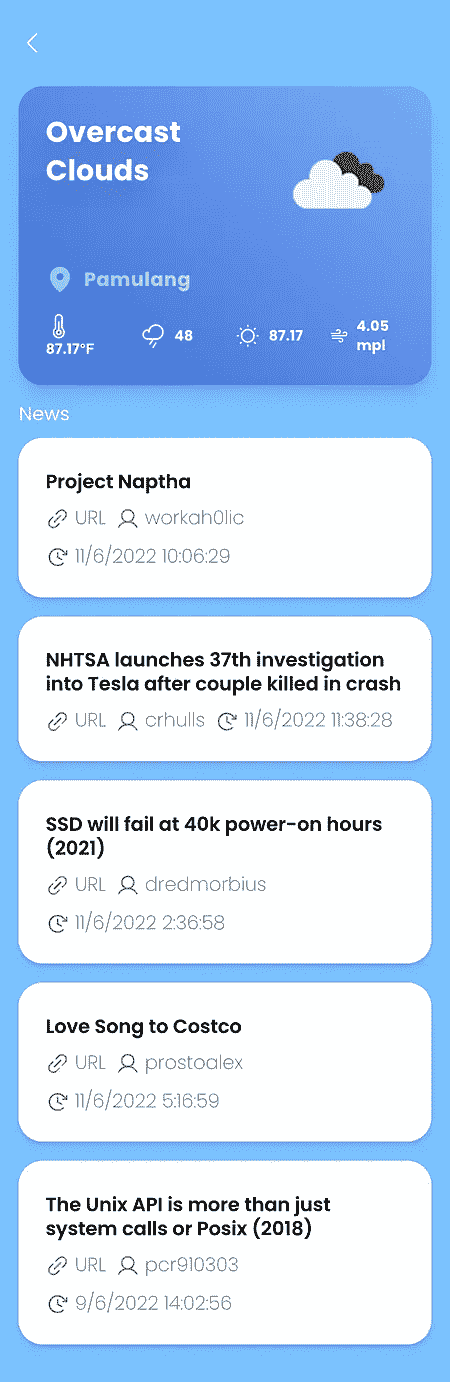 Overcast
Clouds
Pamulang
87.17°F
48
87.17
4.05
mpl
News
Project Naptha
URL workah0lic
11/6/2022 10:06:29
NHTSA launches 37th investigation
into Tesla after couple killed in crash
URL crhulls 11/6/2022 11:38:28
SSD will fail at 40k power-on hours
(2021)
URL dredmorbius
11/6/2022 2:36:58
Love Song to Costco
URL prostoalex
11/6/2022 5:16:59
The Unix API is more than just
system calls or Posix (2018)
URL pcr910303
9/6/2022 14:02:56